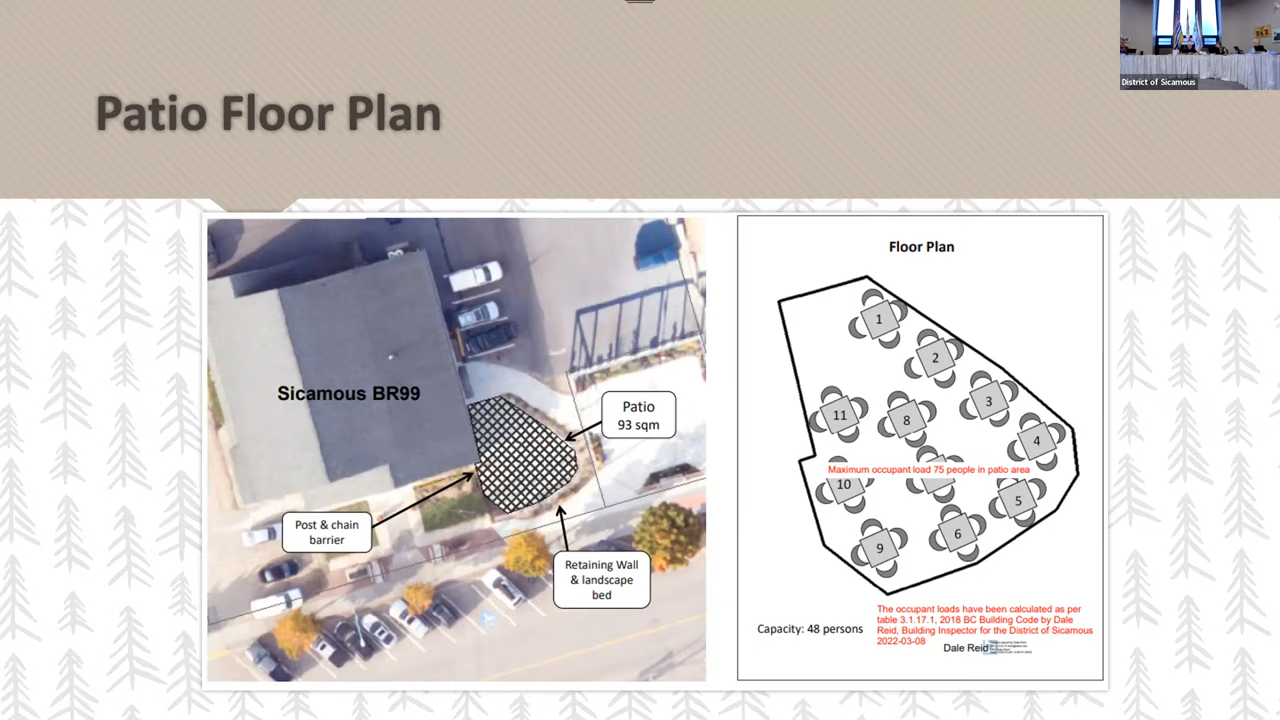 District of Sicamous
Patio Floor Plan
Sicamous BR99
Patio
93 sqm
Post & chain
barrier
Retaining Wall
& landscape
bed
Floor Plan
1
2
3
11
8
4
Maximum occupant load 75 people in patio area
10
5
6
9
The occupant loads have been calculated as per
table 3.1.17.1, 2018 BC Building Code by Dale
Reid, Building Inspector for the District of Sicamous
2022-03-08
Capacity: 48 persons
Dale Reid